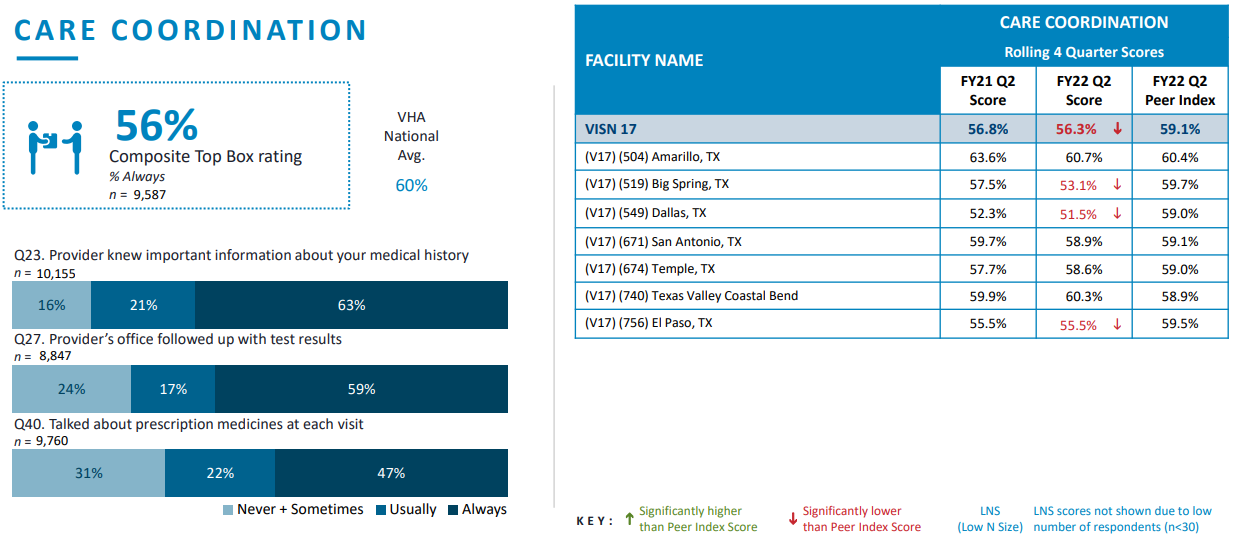 CARE COORDINATION
56%
Composite Top Box rating
% Always
n = 9,587
VHA
National
Avg.
60%
Q23. Provider knew important information about your medical history
n = 10,155
16% 21% 63%
Q27. Provider’s office followed up with test results
n = 8,847
24% 17% 59%
Q40. Talked about prescription medicines at each visit
n = 9,760
31% 22% 47%
Never + Sometimes Usually Always
FACILITY NAME
CARE COORDINATION
Rolling 4 Quarter Scores
FY21 Q2 Score FY22 Q2 Score FY22 Q2 Peer Index
VISN 17 56.8% 56.3% ↓ 59.1%
(V17) (504) Amarillo, TX 63.6% 60.7% 60.4%
(V17) (519) Big Spring, TX 57.5% 53.1% ↓ 59.7%
(V17) (549) Dallas, TX 52.3% 51.5% ↓ 59.0%
(V17) (671) San Antonio, TX 59.7% 58.9% 59.1%
(V17) (674) Temple, TX 57.7% 58.6% 59.0%
(V17) (740) Texas Valley Coastal Bend 59.9% 60.3% 58.9%
(V17) (756) El Paso, TX 55.5% 55.5% ↓ 59.5%
KEY:
↑ Significantly higher
than Peer Index Score
↓ Significantly lower
than Peer Index Score
LNS
(Low N Size)
LNS scores not shown due to low
number of respondents (n<30)